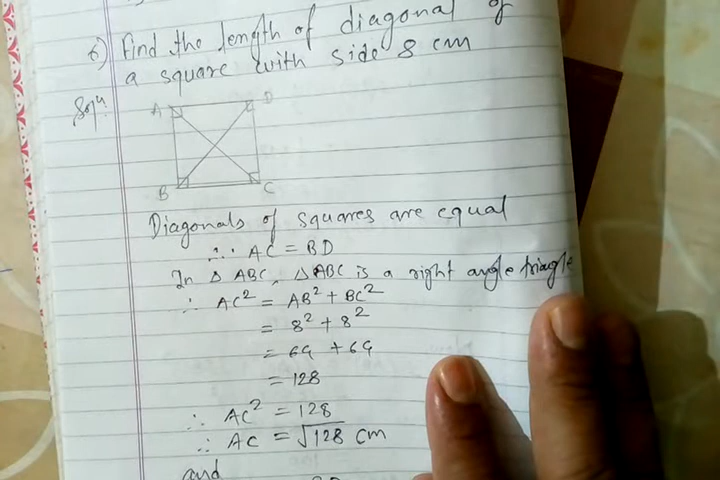 6) Find the length of diagonal of
a square with side 8 cm
Solⁿ
A D
B C
Diagonals of squares are equal
∴ AC = BD
In △ ABC, △ABC is a right angle triangle
∴ AC² = AB² + BC²
= 8² + 8²
= 64 + 64
= 128
∴ AC² = 128
∴ AC = √128 cm
and